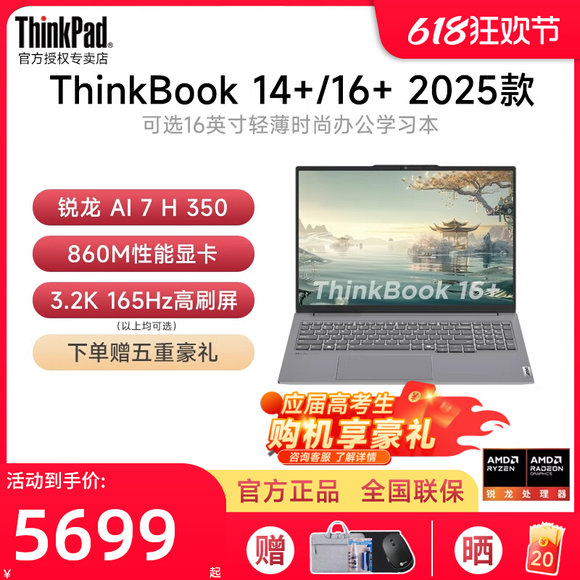 ThinkPad
官方授权专卖店
618狂欢节
ThinkBook 14+/16+ 2025款
可选16英寸轻薄时尚办公学习本
锐龙 AI 7 H 350
860M性能显卡
3.2K 165Hz高刷屏
(以上均可选)
下单赠五重豪礼
ThinkBook 16+
应届高考生
购机享豪礼
咨询客服 了解详情
AMD
RYZEN
AMD
RADEON
GRAPHICS
锐龙处理器
活动到手价:
官方正品 全国联保
¥5699起
赠
晒
20